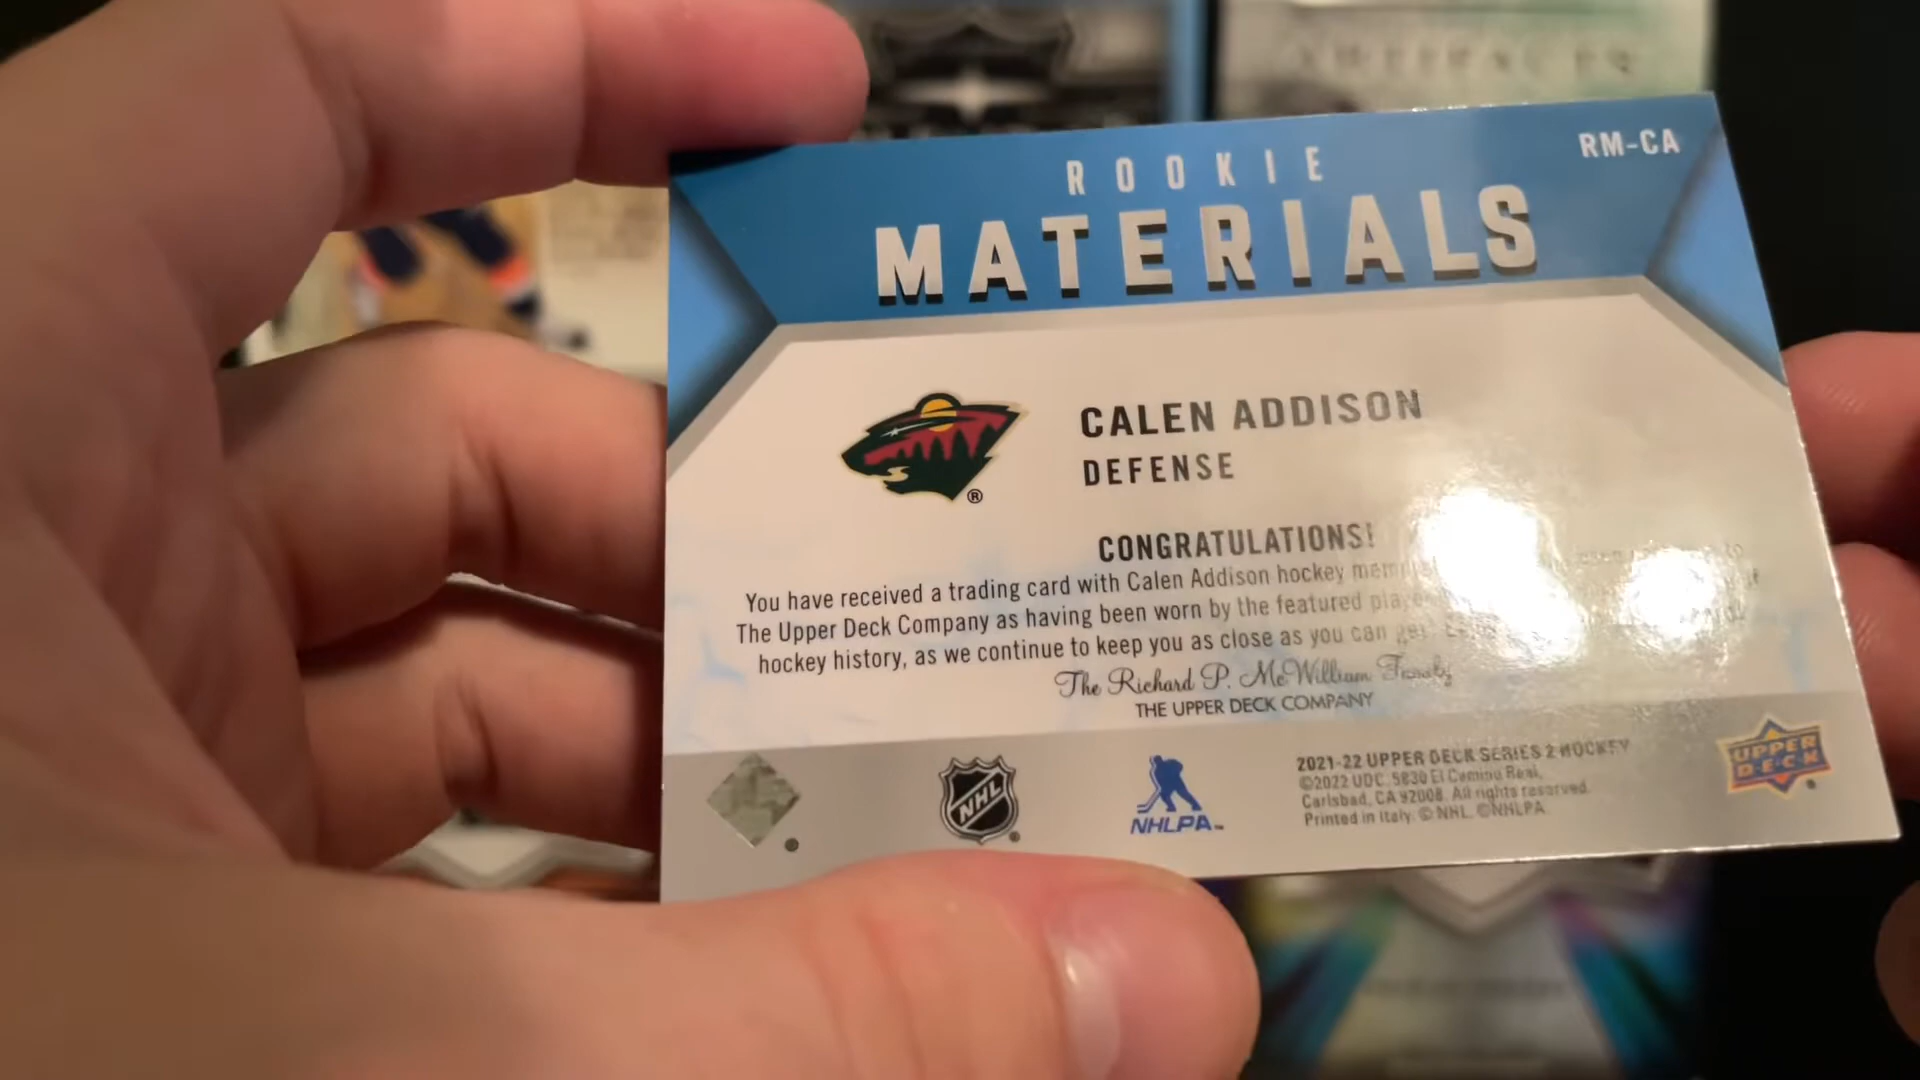 ARTIFACTS
RM-CA
ROOKIE
MATERIALS
CALEN ADDISON
DEFENSE
CONGRATULATIONS!
You have received a trading card with Calen Addison hockey
The Upper Deck Company as having been worn by the featured
hockey history, as we continue to keep you as close as you can
The Richard P. McWilliam Family
THE UPPER DECK COMPANY
NHL
NHLPA
2021-22 UPPER DECK SERIES 2 HOCKEY
©2022 UDC, 5830 El Camino Real,
Carlsbad, CA 92008. All rights reserved.
Printed in Italy. © NHL. ©NHLPA.
UPPER
DECK